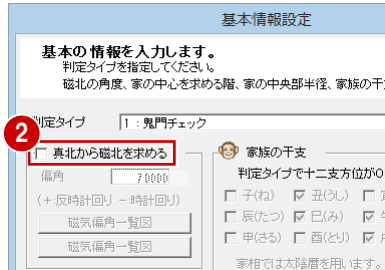 基本情報設定
基本の情報を入力します。
判定タイプを指定してください。
磁北の角度、家の中心を求める階、家の中央部半径、家族の干
2
判定タイプ
1：鬼門チェック
真北から磁北を求める
偏角
7.0000
(＋:反時計回り －:時計回り)
磁気偏角一覧図
磁気偏角一覧図
家族の干支
判定タイプで十二支方位が
子(ね) 丑(うし)
辰(たつ) 巳(み)
申(さる) 酉(とり)
家相では太陰暦を用います。